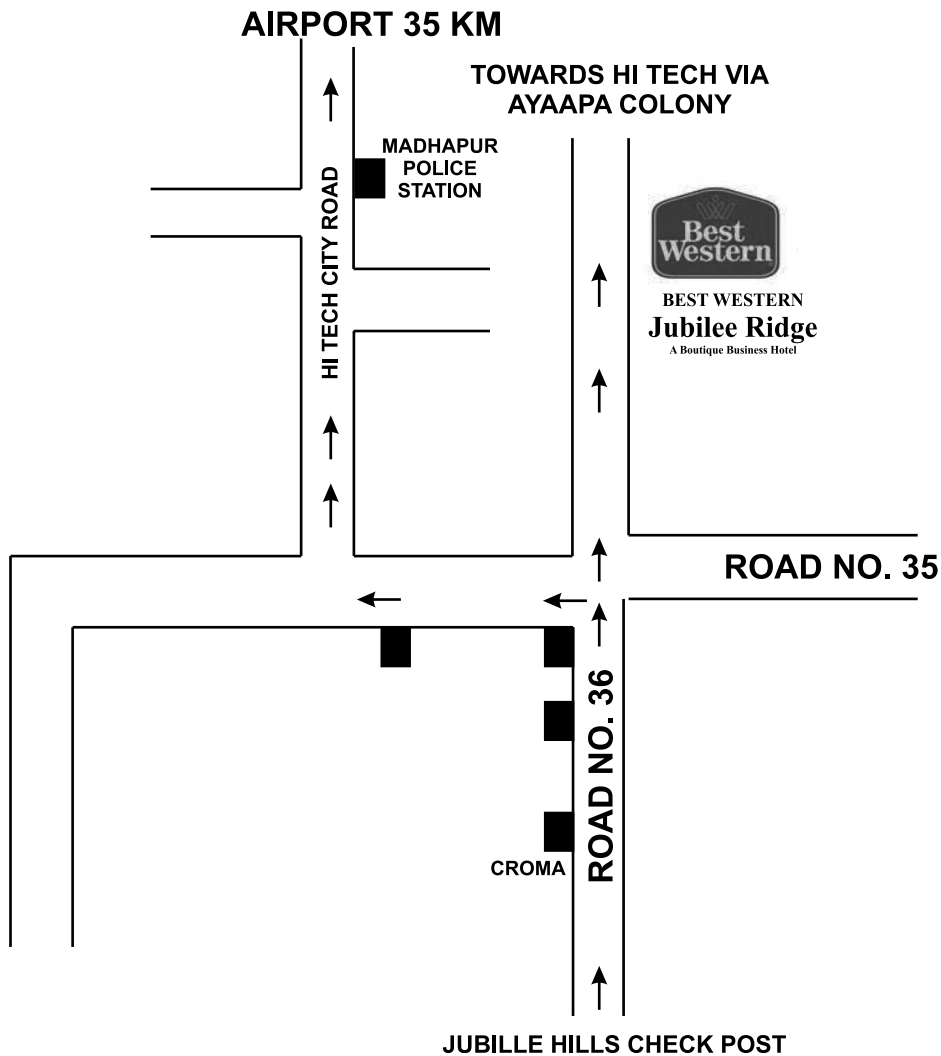 AIRPORT 35 KM
TOWARDS HI TECH VIA
AYAAPA COLONY
MADHAPUR
POLICE
STATION
HI TECH CITY ROAD
Best
Western
BEST WESTERN
Jubilee Ridge
A Boutique Business Hotel
ROAD NO. 35
ROAD NO. 36
CROMA
JUBILLE HILLS CHECK POST